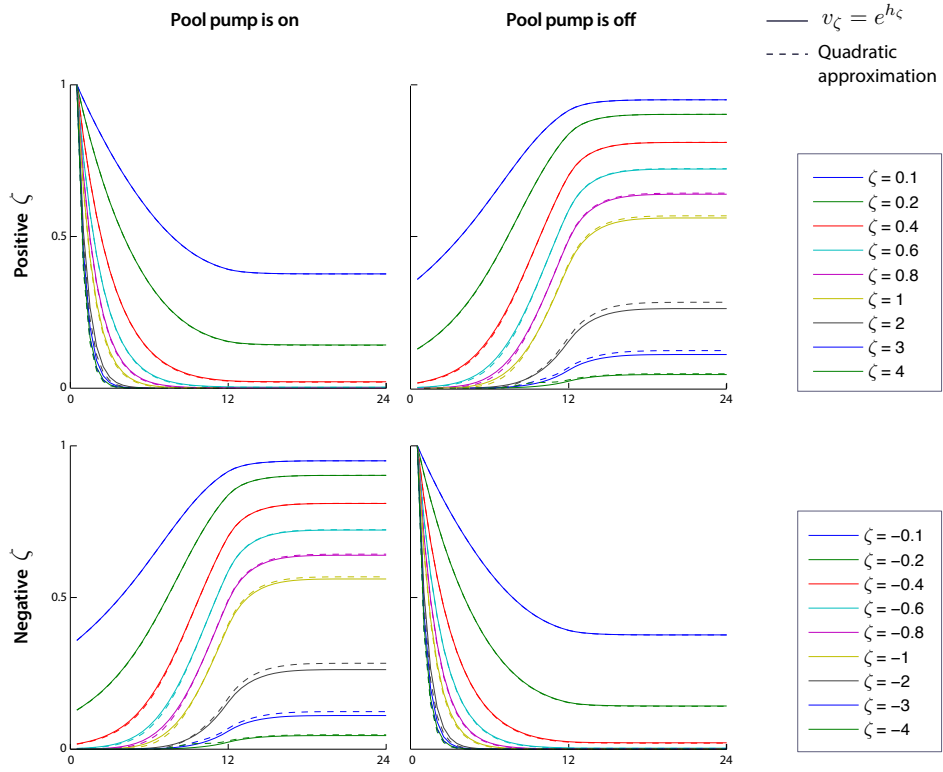 Pool pump is on
Pool pump is off
v_ζ = e^{h_ζ}
Quadratic
approximation
Positive ζ
1
0.5
0
0
12
24
0
12
24
ζ = 0.1
ζ = 0.2
ζ = 0.4
ζ = 0.6
ζ = 0.8
ζ = 1
ζ = 2
ζ = 3
ζ = 4
Negative ζ
1
0.5
0
0
12
24
0
12
24
ζ = −0.1
ζ = −0.2
ζ = −0.4
ζ = −0.6
ζ = −0.8
ζ = −1
ζ = −2
ζ = −3
ζ = −4